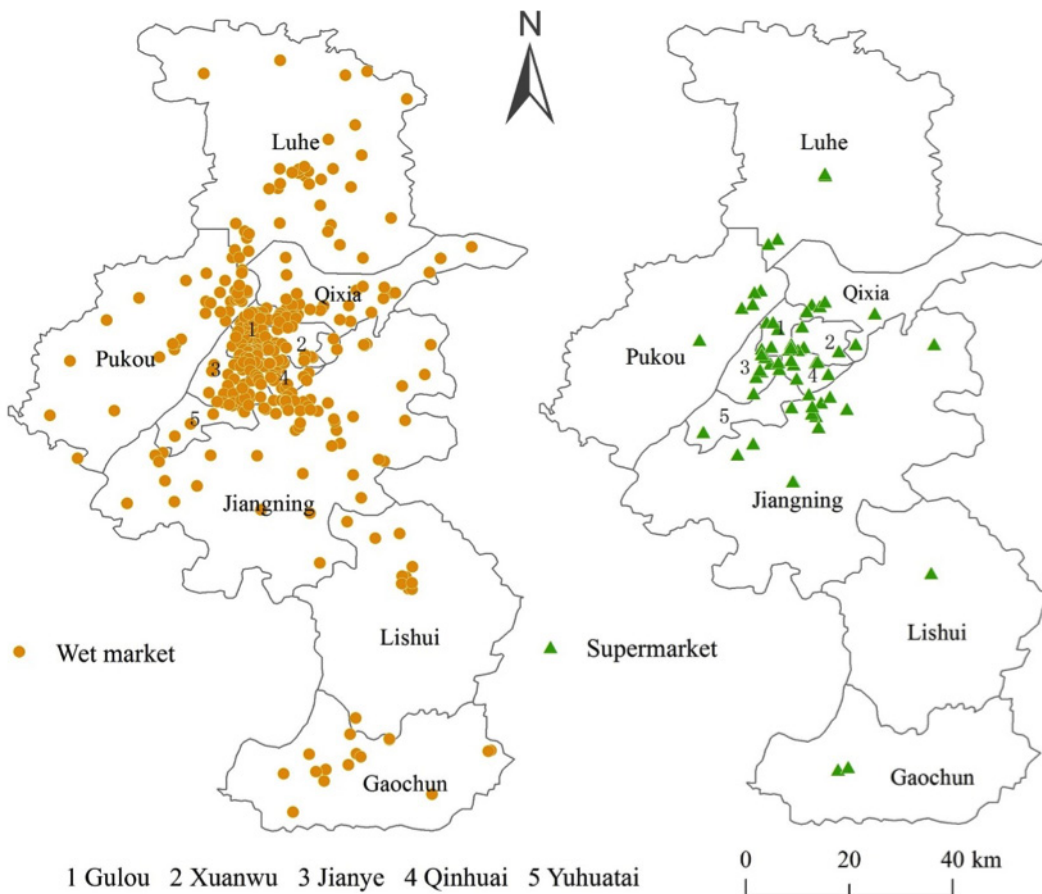 N
Luhe
Luhe
Qixia
Qixia
1
1
2
2
Pukou
Pukou
3
3
4
4
5
5
Jiangning
Jiangning
Wet market
Lishui
Supermarket
Lishui
Gaochun
Gaochun
1 Gulou 2 Xuanwu 3 Jianye 4 Qinhuai 5 Yuhuatai
0 20 40 km